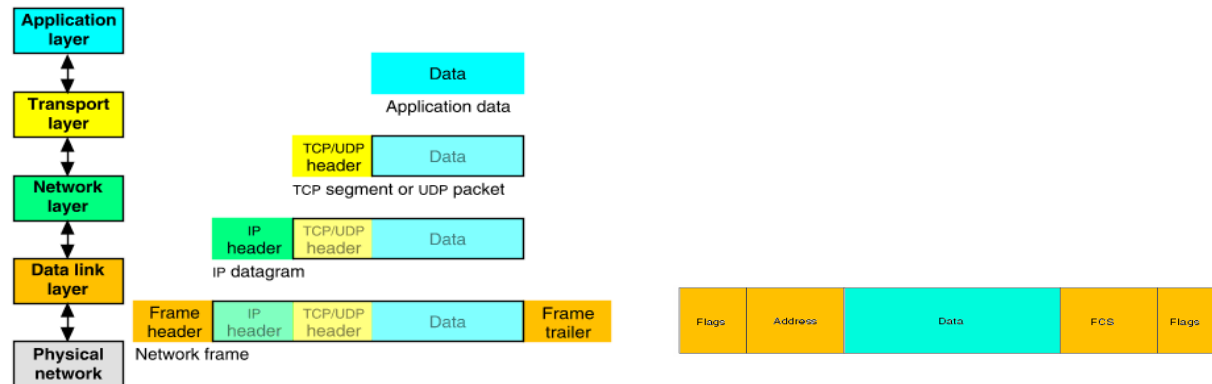 Application
layer
Data
Application data
Transport
layer
TCP/UDP
header
Data
TCP segment or UDP packet
Network
layer
IP
header
TCP/UDP
header
Data
IP datagram
Data link
layer
Frame
header
IP
header
TCP/UDP
header
Data
Frame
trailer
Network frame
Physical
network
Flags
Address
Data
FCS
Flags